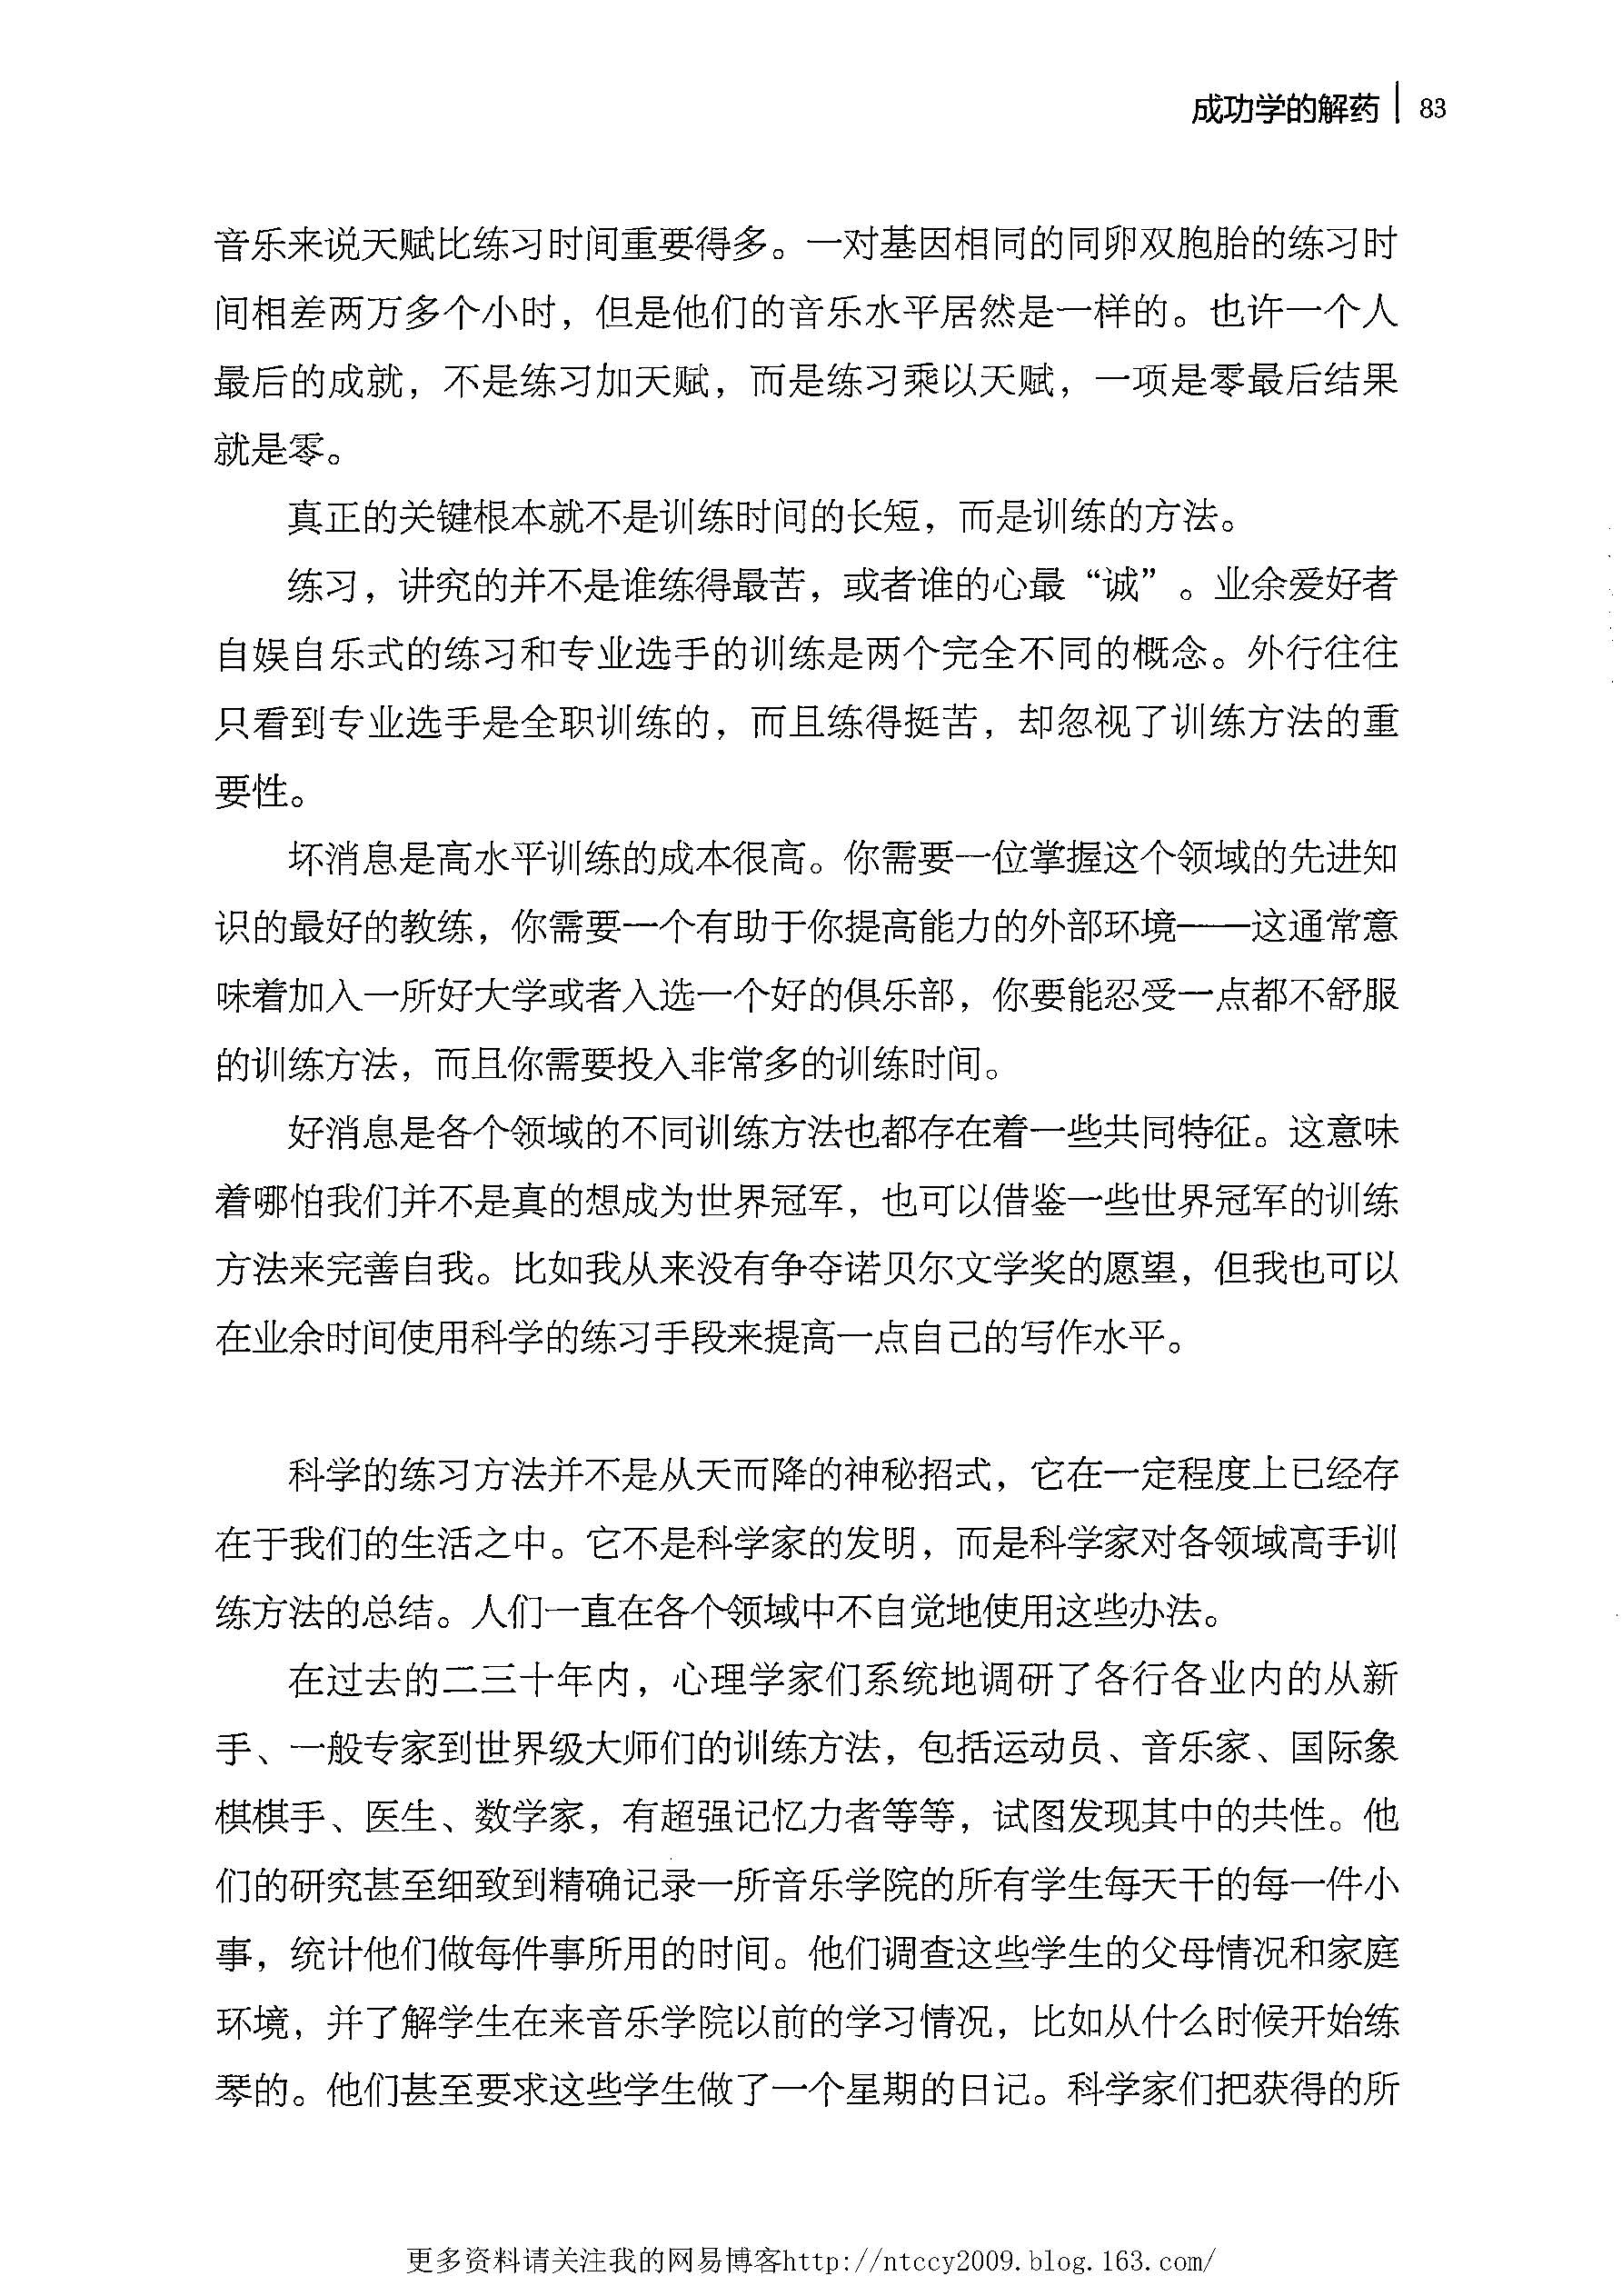 成功学的解药 | 83
音乐来说天赋比练习时间重要得多。一对基因相同的同卵双胞胎的练习时
间相差两万多个小时，但是他们的音乐水平居然是一样的。也许一个人
最后的成就，不是练习加天赋，而是练习乘以天赋，一项是零最后结果
就是零。
真正的关键根本就不是训练时间的长短，而是训练的方法。
练习，讲究的并不是谁练得最苦，或者谁的心最“诚”。业余爱好者
自娱自乐式的练习和专业选手的训练是两个完全不同的概念。外行往往
只看到专业选手是全职训练的，而且练得挺苦，却忽视了训练方法的重
要性。
坏消息是高水平训练的成本很高。你需要一位掌握这个领域的先进知
识的最好的教练，你需要一个有助于你提高能力的外部环境——这通常意
味着加入一所好大学或者入选一个好的俱乐部，你要能忍受一点都不舒服
的训练方法，而且你需要投入非常多的训练时间。
好消息是各个领域的不同训练方法也都存在着一些共同特征。这意味
着哪怕我们并不是真的想成为世界冠军，也可以借鉴一些世界冠军的训练
方法来完善自我。比如我从来没有争夺诺贝尔文学奖的愿望，但我也可以
在业余时间使用科学的练习手段来提高一点自己的写作水平。
科学的练习方法并不是从天而降的神秘招式，它在一定程度上已经存
在于我们的生活之中。它不是科学家的发明，而是科学家对各领域高手训
练方法的总结。人们一直在各个领域中不自觉地使用这些办法。
在过去的二三十年内，心理学家们系统地调研了各行各业内的从新
手、一般专家到世界级大师们的训练方法，包括运动员、音乐家、国际象
棋棋手、医生、数学家，有超强记忆力者等等，试图发现其中的共性。他
们的研究甚至细致到精确记录一所音乐学院的所有学生每天干的每一件小
事，统计他们做每件事所用的时间。他们调查这些学生的父母情况和家庭
环境，并了解学生在来音乐学院以前的学习情况，比如从什么时候开始练
琴的。他们甚至要求这些学生做了一个星期的日记。科学家们把获得的所
更多资料请关注我的网易博客http://ntccy2009.blog.163.com/